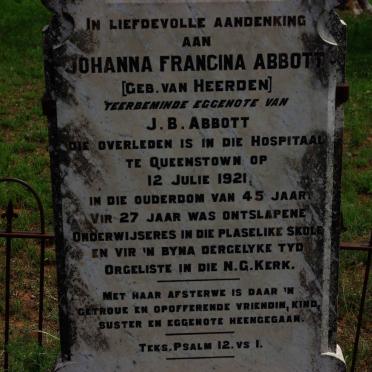 In liefdevolle aandenking
aan
Johanna Francina Abbott
[geb. van Heerden]
teerbeminde eggenote van
J. B. Abbott
die overleden is in die Hospitaal
te Queenstown op
12 Julie 1921,
in die ouderdom van 45 jaar.
Vir 27 jaar was ontslapene
onderwijseres in die plaselike skole
en vir 'n byna dergelyke tyd
Orgeliste in die N.G. Kerk.
Met haar afsterwe is daar 'n
getroue en opofferende vriendin, kind,
suster en eggenote heengegaan.
Teks, Psalm 12. vs 1.